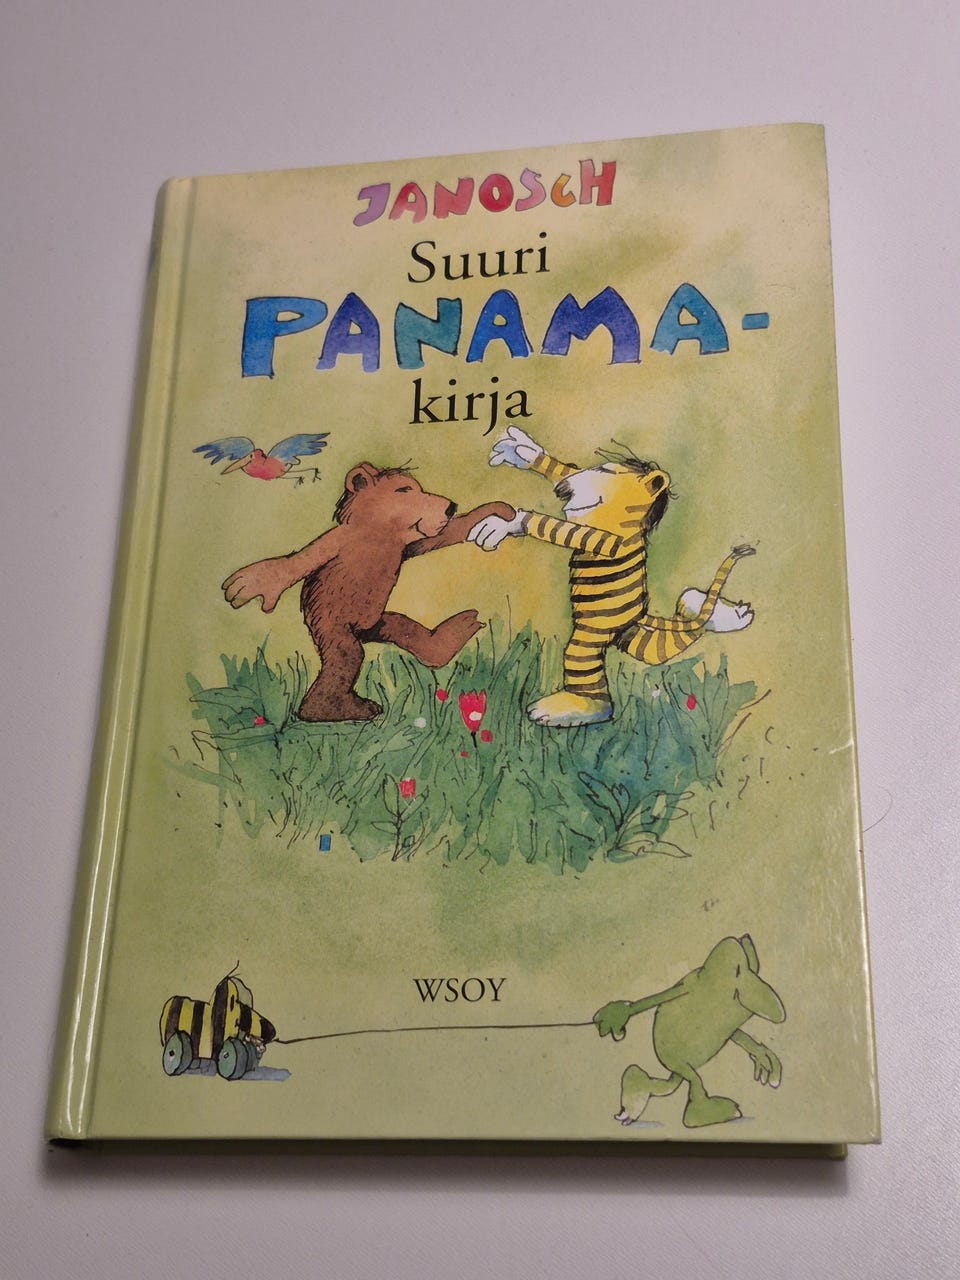 JANOSCH
Suuri
PANAMA-
kirja
WSOY